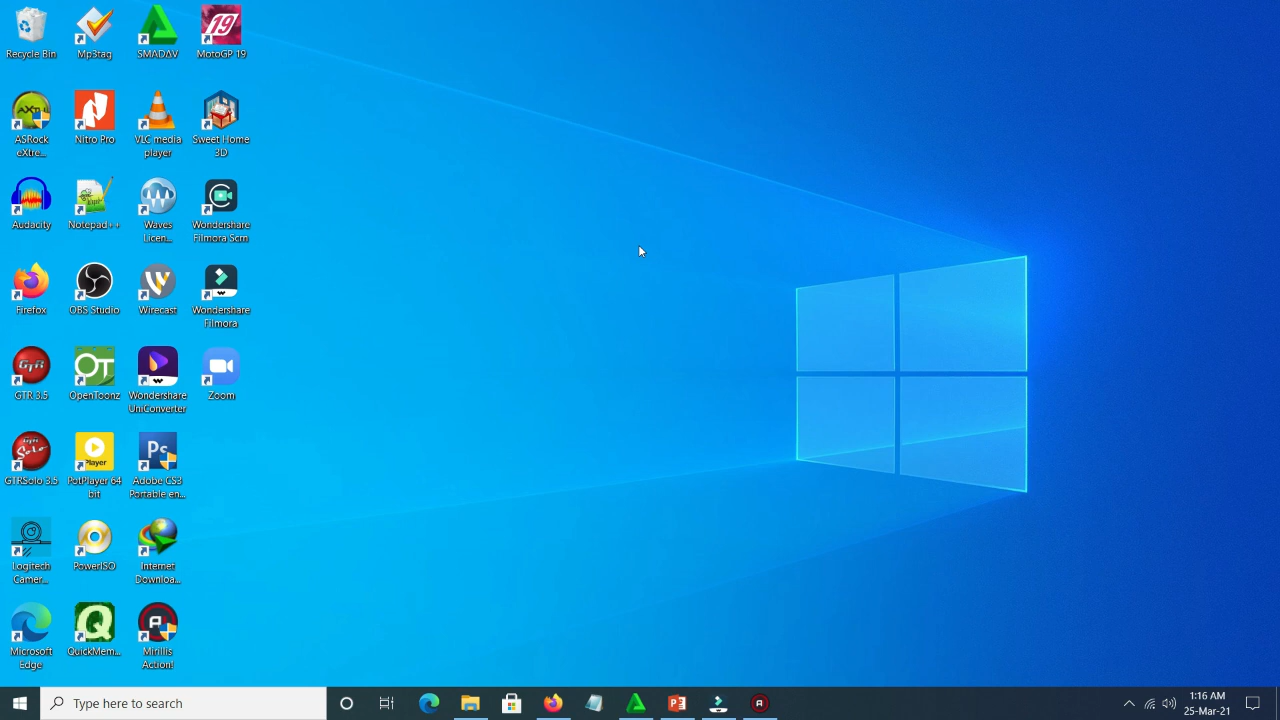 Recycle Bin
Mp3tag
SMADΔV
MotoGP 19
ASRock
eXtre...
Nitro Pro
VLC media
player
Sweet Home
3D
Audacity
Notepad++
Waves
Licen...
Wondershare
Filmora Scrn
Firefox
OBS Studio
Wirecast
Wondershare
Filmora
GTR 3.5
OpenToonz
Wondershare
UniConverter
Zoom
GTRSolo 3.5
PotPlayer 64
bit
Adobe CS3
Portable en...
Logitech
Camer...
PowerISO
Internet
Downloa...
Microsoft
Edge
QuickMem...
Mirillis
Action!
Type here to search
1:16 AM
25-Mar-21